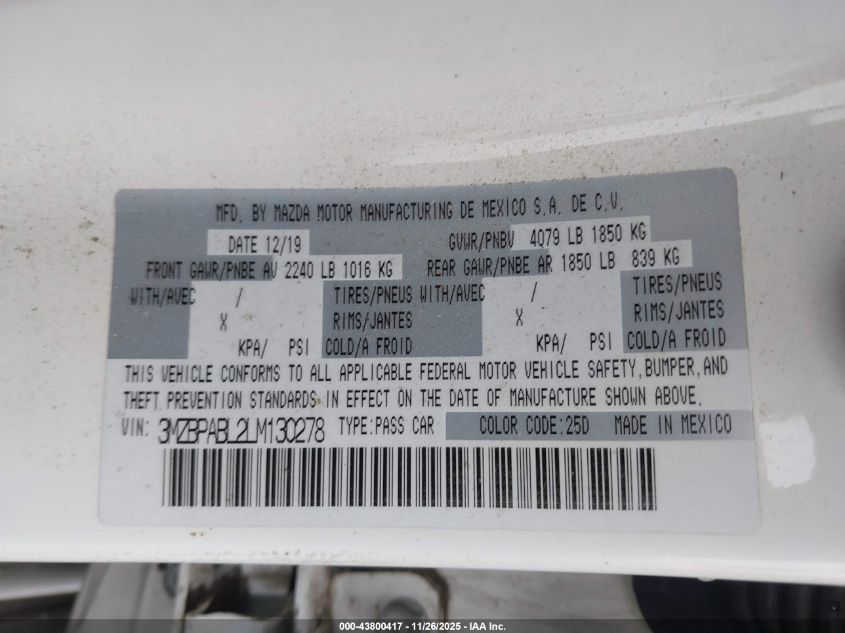 MFD. BY MAZDA MOTOR MANUFACTURING DE MEXICO S.A. DE C.V.
DATE 12/19 GVWR/PNBV 4079 LB 1850 KG
FRONT GAWR/PNBE AV 2240 LB 1016 KG REAR GAWR/PNBE AR 1850 LB 839 KG
WITH/AVEC / TIRES/PNEUS WITH/AVEC / TIRES/PNEUS
X RIMS/JANTES X RIMS/JANTES
KPA/ PSI COLD/A FROID KPA/ PSI COLD/A FROID
THIS VEHICLE CONFORMS TO ALL APPLICABLE FEDERAL MOTOR VEHICLE SAFETY, BUMPER, AND
THEFT PREVENTION STANDARDS IN EFFECT ON THE DATE OF MANUFACTURE SHOWN ABOVE.
VIN: 3MZBPABL2LM130278 TYPE:PASS CAR COLOR CODE:25D MADE IN MEXICO
000-43800417 - 11/26/2025 - IAA Inc.